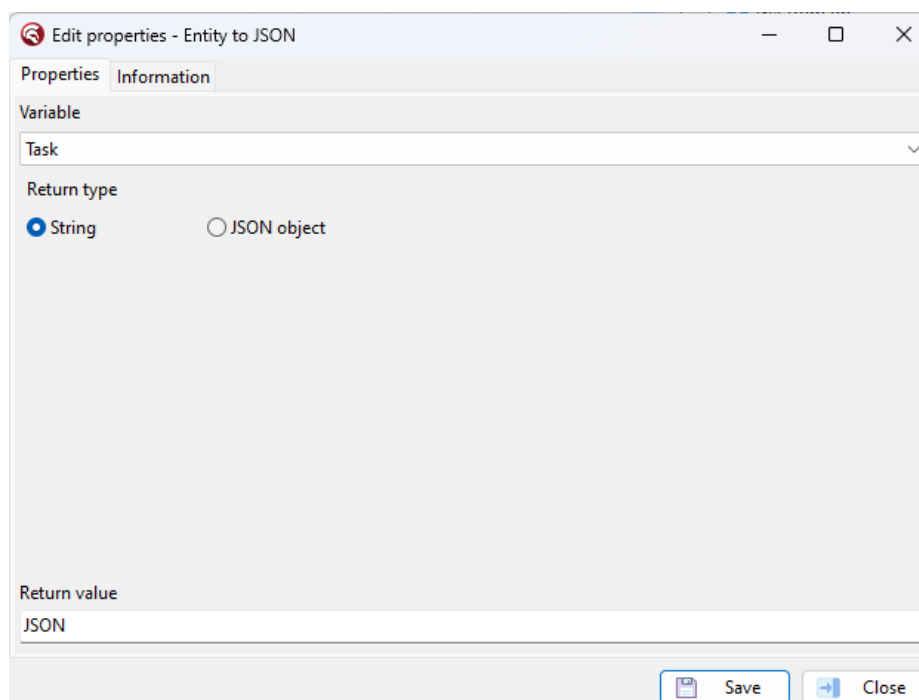 Edit properties - Entity to JSON
Properties Information
Variable
Task
Return type
String JSON object
Return value
JSON
Save Close